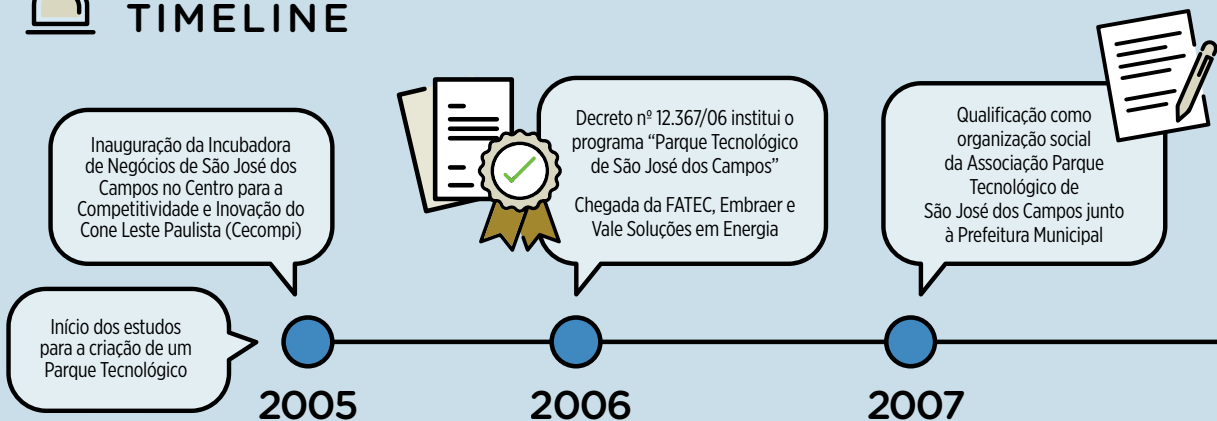 TIMELINE
Início dos estudos
para a criação de um
Parque Tecnológico
Inauguração da Incubadora
de Negócios de São José dos
Campos no Centro para a
Competitividade e Inovação do
Cone Leste Paulista (Cecompi)
2005
Decreto nº 12.367/06 institui o
programa “Parque Tecnológico
de São José dos Campos”
Chegada da FATEC, Embraer e
Vale Soluções em Energia
2006
Qualificação como
organização social
da Associação Parque
Tecnológico de
São José dos Campos junto
à Prefeitura Municipal
2007